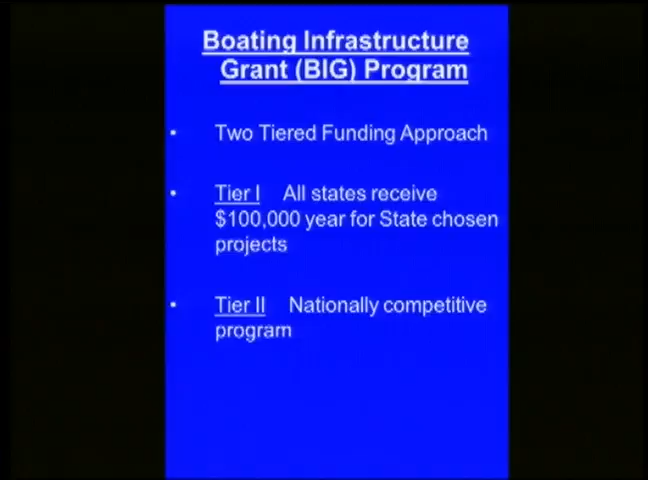 Boating Infrastructure
Grant (BIG) Program
• Two Tiered Funding Approach
• Tier I All states receive
$100,000 year for State chosen
projects
• Tier II Nationally competitive
program